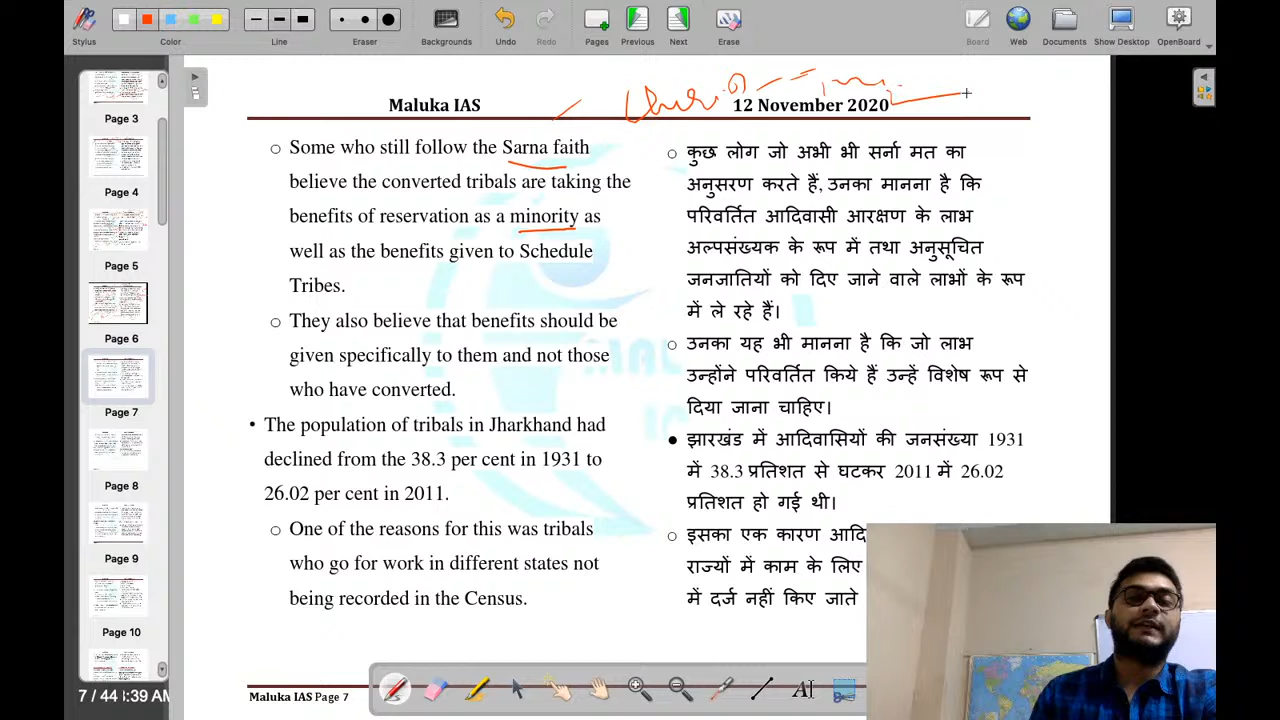 Stylus
Color
Line
Eraser
Backgrounds
Undo
Redo
Pages
Previous
Next
Erase
Board
Web
Documents
Show Desktop
OpenBoard
Page 3
Page 4
Page 5
Page 6
Page 7
Page 8
Page 9
Page 10
7 / 44
:39 AM
Maluka IAS
12 November 2020
Some who still follow the Sarna faith
believe the converted tribals are taking the
benefits of reservation as a minority as
well as the benefits given to Schedule
Tribes.
They also believe that benefits should be
given specifically to them and not those
who have converted.
• The population of tribals in Jharkhand had
declined from the 38.3 per cent in 1931 to
26.02 per cent in 2011.
One of the reasons for this was tribals
who go for work in different states not
being recorded in the Census.
कुछ लोग जो अभी भी सर्ना मत का
अनुसरण करते हैं, उनका मानना है कि
परिवर्तित आदिवासी आरक्षण के लाभ
अल्पसंख्यक के रूप में तथा अनुसूचित
जनजातियों को दिए जाने वाले लाभों के रूप
में ले रहे हैं।
उनका यह भी मानना है कि जो लाभ
उन्होंने परिवर्तित किये हैं उन्हें विशेष रूप से
दिया जाना चाहिए।
● झारखंड में आदिवासियों की जनसंख्या 1931
में 38.3 प्रतिशत से घटकर 2011 में 26.02
प्रतिशत हो गई थी।
इसका एक कारण आदि
राज्यों में काम के लिए
में दर्ज नहीं किए जाते
Maluka IAS Page 7